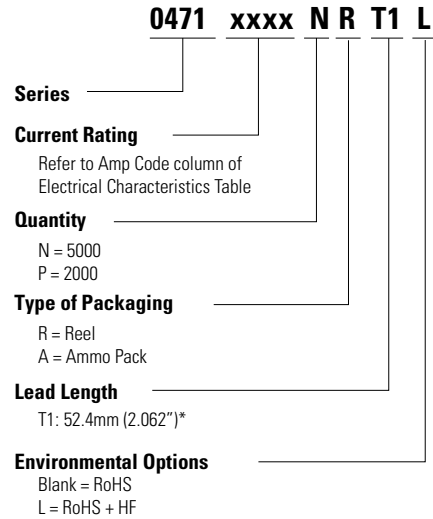 0471 xxxx N R T1 L
Series
Current Rating
Refer to Amp Code column of
Electrical Characteristics Table
Quantity
N = 5000
P = 2000
Type of Packaging
R = Reel
A = Ammo Pack
Lead Length
T1: 52.4mm (2.062″)*
Environmental Options
Blank = RoHS
L = RoHS + HF